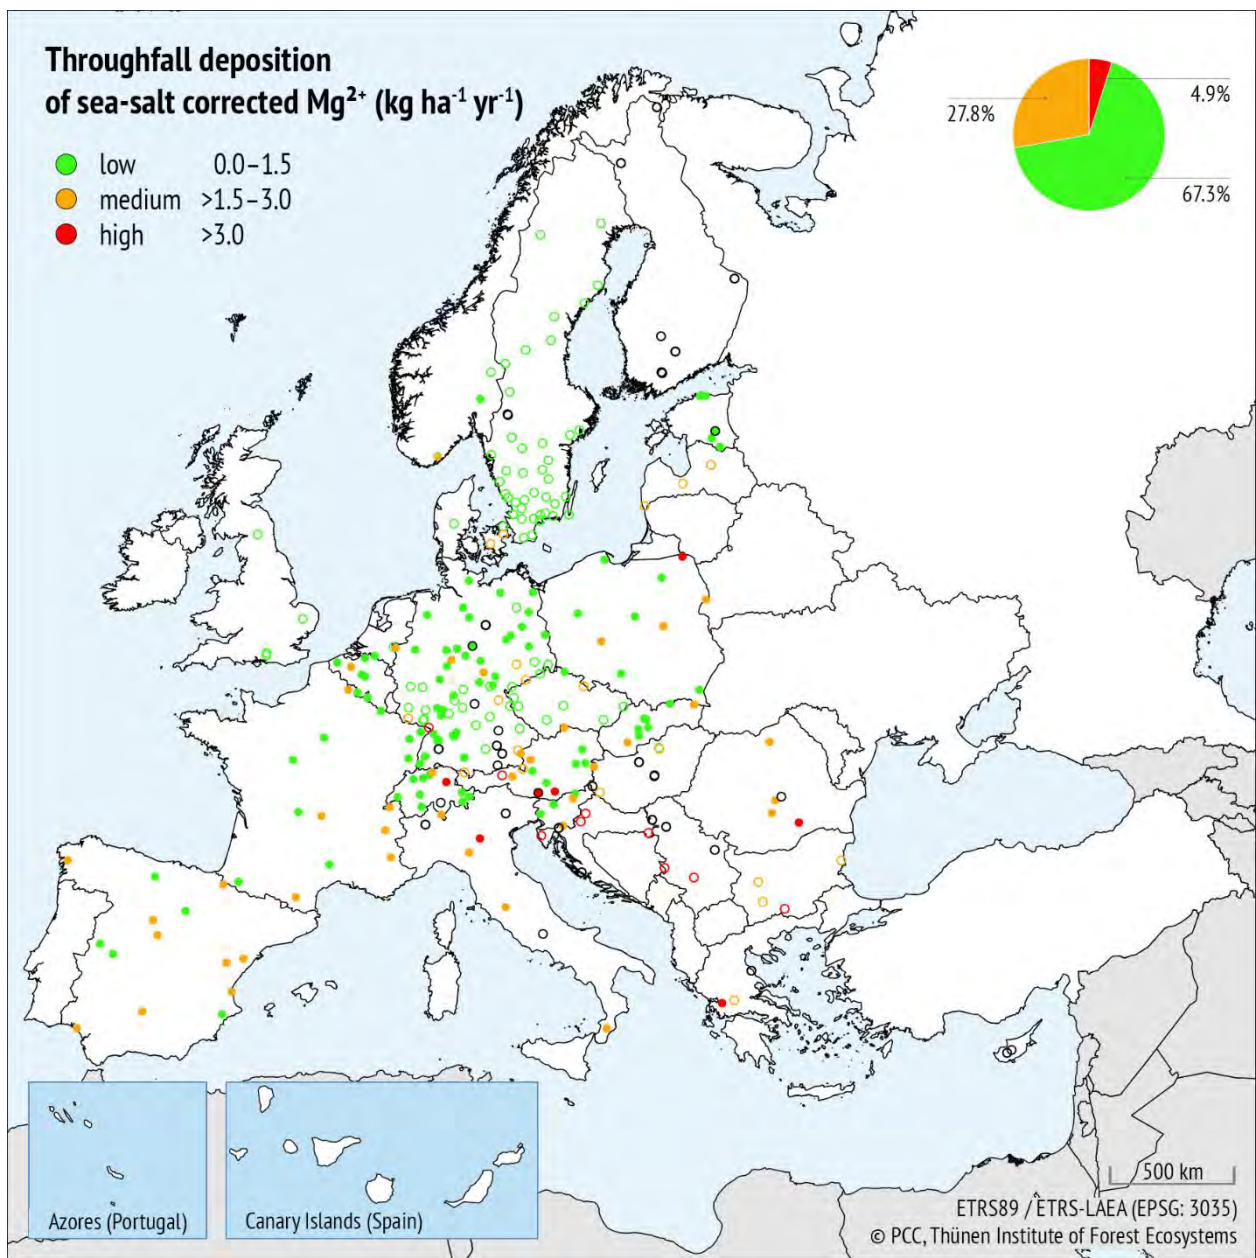 Throughfall deposition
of sea-salt corrected Mg²⁺ (kg ha⁻¹ yr⁻¹)
low 0.0–1.5
medium >1.5–3.0
high >3.0
4.9%
27.8%
67.3%
500 km
Azores (Portugal)
Canary Islands (Spain)
ETRS89 / ETRS-LAEA (EPSG: 3035)
© PCC, Thünen Institute of Forest Ecosystems